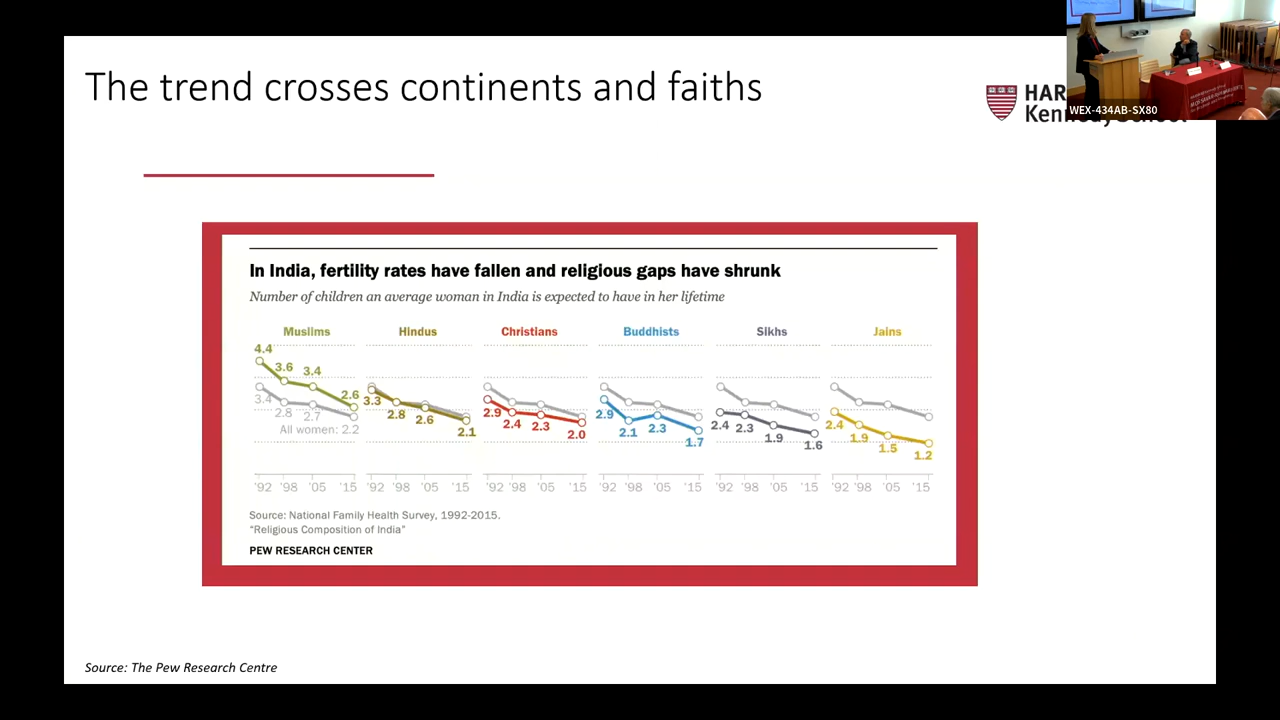 The trend crosses continents and faiths
HAR
WEX-434AB-SX80
In India, fertility rates have fallen and religious gaps have shrunk
Number of children an average woman in India is expected to have in her lifetime
Muslims Hindus Christians Buddhists Sikhs Jains
4.4 3.6 3.4 2.6
3.4 2.8 2.7
All women: 2.2
3.3 2.8 2.6 2.1
2.9 2.4 2.3 2.0
2.9 2.1 2.3 1.7
2.4 2.3 1.9 1.6
2.4 1.9 1.5 1.2
'92 '98 '05 '15 '92 '98 '05 '15 '92 '98 '05 '15 '92 '98 '05 '15 '92 '98 '05 '15 '92 '98 '05 '15
Source: National Family Health Survey, 1992-2015.
"Religious Composition of India"
PEW RESEARCH CENTER
Source: The Pew Research Centre